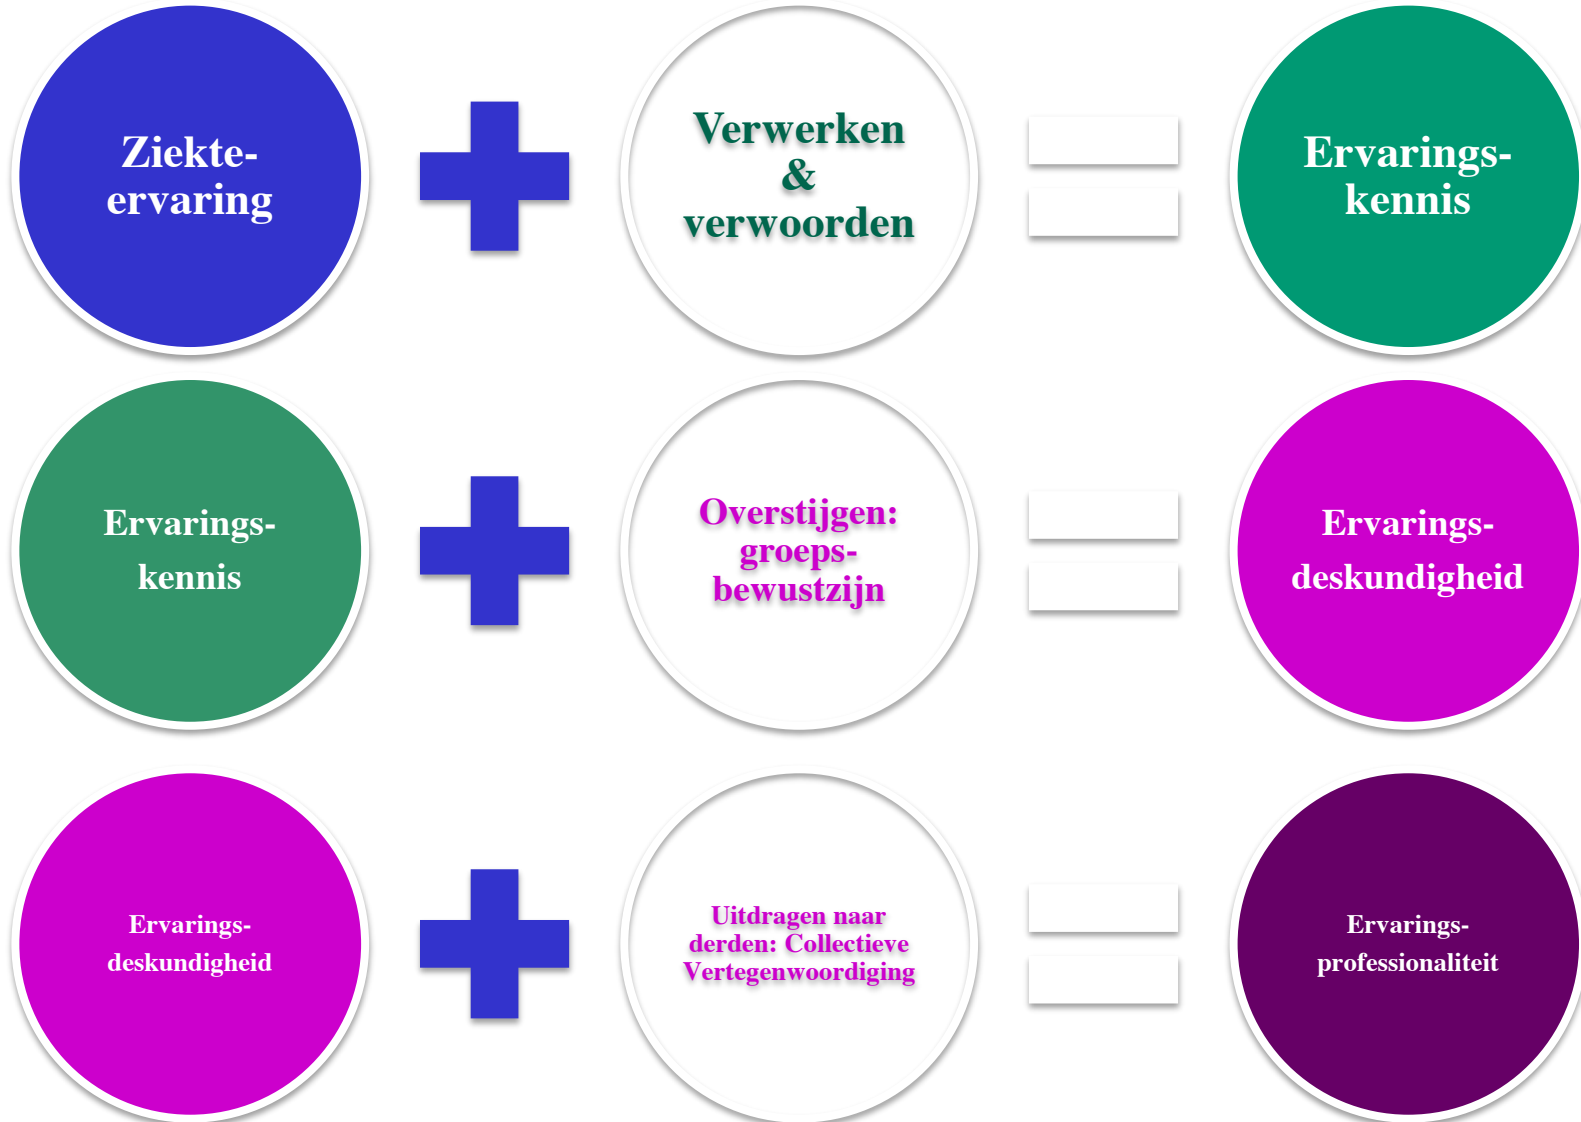 Ziekte-
ervaring
Verwerken
&
verwoorden
Ervarings-
kennis
Ervarings-
kennis
Overstijgen:
groeps-
bewustzijn
Ervarings-
deskundigheid
Ervarings-
deskundigheid
Uitdragen naar
derden: Collectieve
Vertegenwoordiging
Ervarings-
professionaliteit